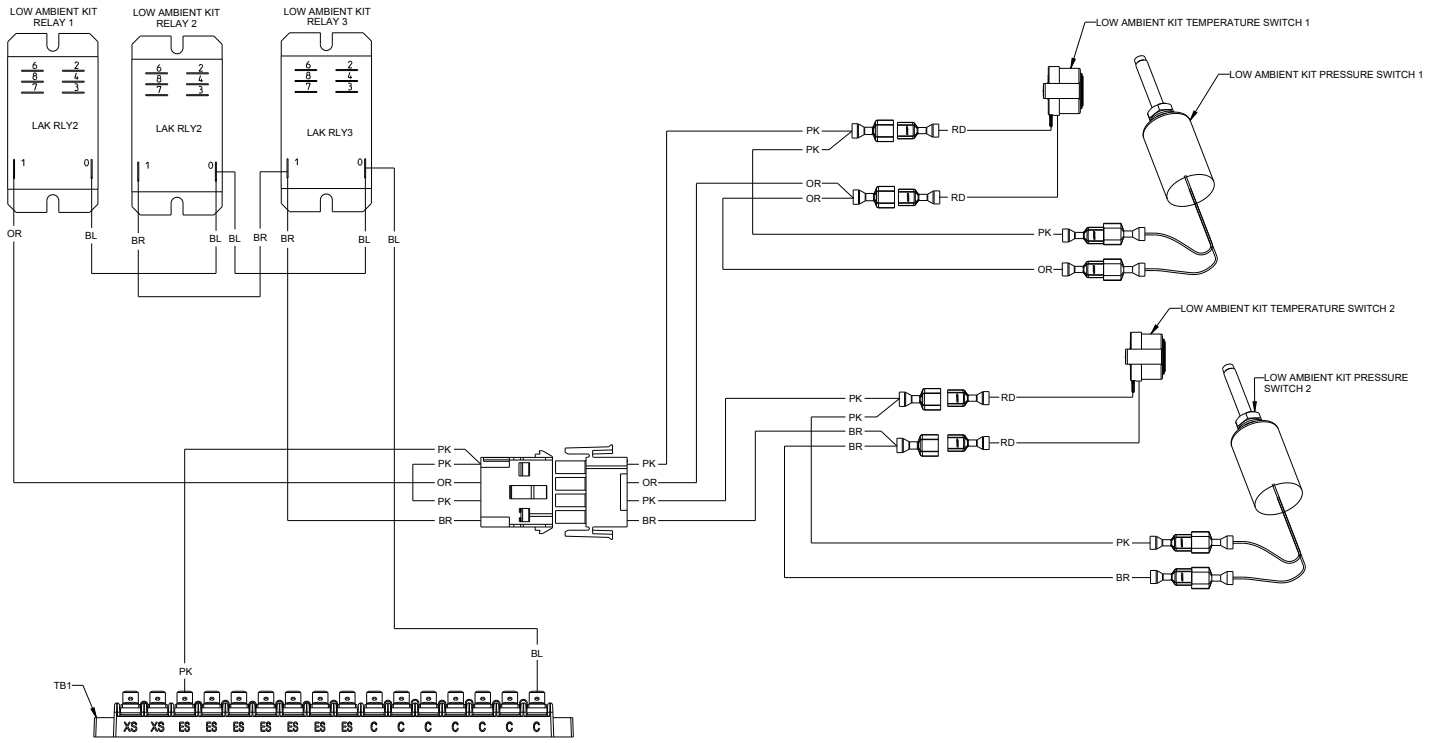 LOW AMBIENT KIT
RELAY 1
LOW AMBIENT KIT
RELAY 2
LOW AMBIENT KIT
RELAY 3
6 2
8 4
7 3
LAK RLY2
1 0
6 2
8 4
7 3
LAK RLY2
1 0
6 2
8 4
7 3
LAK RLY3
1 0
OR
BL
BR
BL
BL
BR
BR
BL
BL
LOW AMBIENT KIT TEMPERATURE SWITCH 1
LOW AMBIENT KIT PRESSURE SWITCH 1
PK
RD
PK
OR
OR
RD
PK
OR
LOW AMBIENT KIT TEMPERATURE SWITCH 2
LOW AMBIENT KIT PRESSURE
SWITCH 2
PK
RD
PK
BR
BR
RD
PK
BR
PK
PK
OR
PK
BR
PK
OR
PK
BR
PK
BL
TB1
XS XS ES ES ES ES ES ES ES C C C C C C C